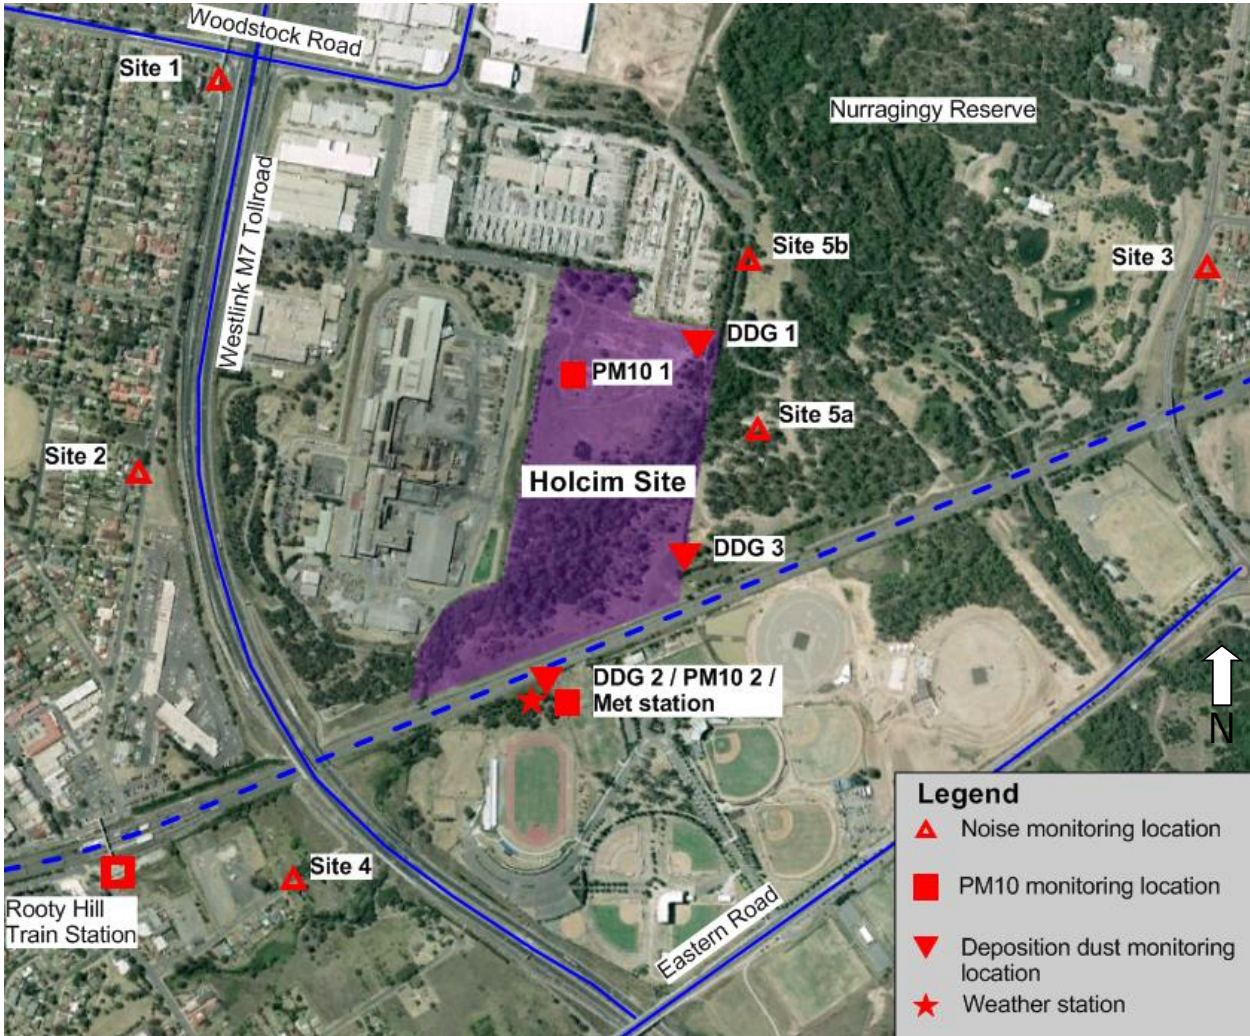 Woodstock Road
Site 1
Nurragingy Reserve
Westlink M7 Tollroad
Site 5b
Site 3
DDG 1
PM10 1
Site 5a
Site 2
Holcim Site
DDG 3
DDG 2 / PM10 2 /
Met station
N
Legend
Noise monitoring location
PM10 monitoring location
Deposition dust monitoring
location
Weather station
Site 4
Rooty Hill
Train Station
Eastern Road